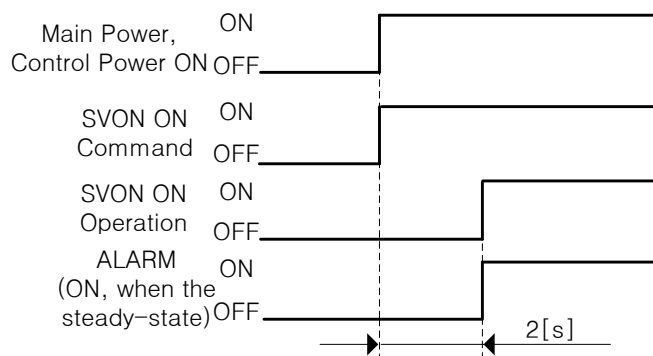 Main Power,
Control Power ON
ON
OFF
SVON ON
Command
ON
OFF
SVON ON
Operation
ON
OFF
ALARM
(ON, when the
steady-state)
ON
OFF
2[s]